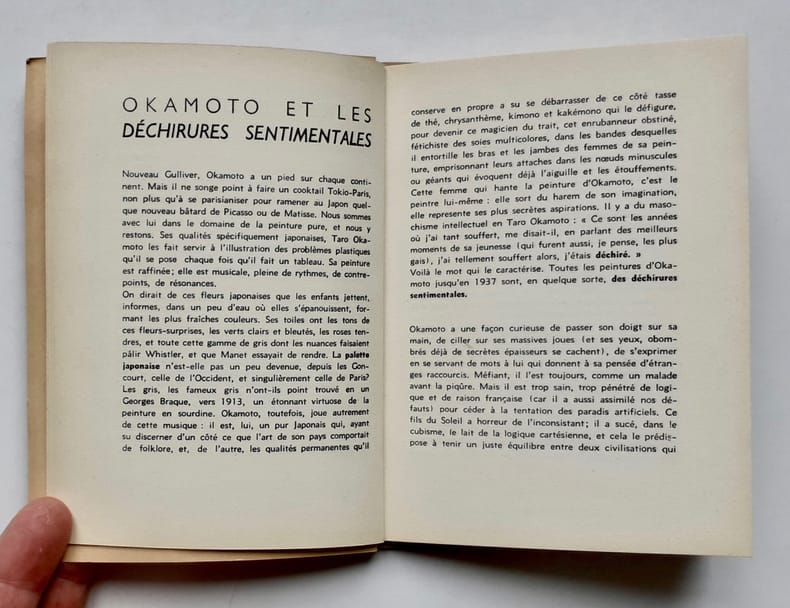 OKAMOTO ET LES
DÉCHIRURES SENTIMENTALES
Nouveau Gulliver, Okamoto a un pied sur chaque conti-
nent. Mais il ne songe point à faire un cooktail Tokio-Paris,
non plus qu'à se parisianiser pour ramener au Japon quel-
que nouveau bâtard de Picasso ou de Matisse. Nous sommes
avec lui dans le domaine de la peinture pure, et nous y
restons. Ses qualités spécifiquement japonaises, Taro Oka-
moto les fait servir à l'illustration des problèmes plastiques
qu'il se pose chaque fois qu'il fait un tableau. Sa peinture
est raffinée; elle est musicale, pleine de rythmes, de contre-
points, de résonances.
On dirait de ces fleurs japonaises que les enfants jettent,
informes, dans un peu d'eau où elles s'épanouissent, for-
mant les plus fraîches couleurs. Ses toiles ont les tons de
ces fleurs-surprises, les verts clairs et bleutés, les roses ten-
dres, et toute cette gamme de gris dont les nuances faisaient
pâlir Whistler, et que Manet essayait de rendre. La palette
japonaise n'est-elle pas un peu devenue, depuis les Gon-
court, celle de l'Occident, et singulièrement celle de Paris?
Les gris, les fameux gris n'ont-ils point trouvé en un
Georges Braque, vers 1913, un étonnant virtuose de la
peinture en sourdine. Okamoto, toutefois, joue autrement
de cette musique : il est, lui, un pur Japonais qui, ayant
su discerner d'un côté ce que l'art de son pays comportait
de folklore, et, de l'autre, les qualités permanentes qu'il
conserve en propre a su se débarrasser de ce côté tasse
de thé, chrysanthème, kimono et kakémono qui le défigure,
pour devenir ce magicien du trait, cet enrubanneur obstiné,
fétichiste des soies multicolores, dans les bandes desquelles
il entortille les bras et les jambes des femmes de sa pein-
ture, emprisonnant leurs attaches dans les nœuds minuscules
ou géants qui évoquent déjà l'aiguille et les étouffements.
Cette femme qui hante la peinture d'Okamoto, c'est le
peintre lui-même : elle sort du harem de son imagination,
elle represente ses plus secrètes aspirations. Il y a du maso-
chisme intellectuel en Taro Okamoto : « Ce sont les années
où j'ai tant souffert, me disait-il, en parlant des meilleurs
moments de sa jeunesse (qui furent aussi, je pense, les plus
gais), j'ai tellement souffert alors, j'étais déchiré. »
Voilà le mot qui le caractérise. Toutes les peintures d'Oka-
moto jusqu'en 1937 sont, en quelque sorte, des déchirures
sentimentales.
Okamoto a une façon curieuse de passer son doigt sur sa
main, de ciller sur ses massives joues (et ses yeux, obom-
brés déjà de secrètes épaisseurs se cachent), de s'exprimer
en se servant de mots à lui qui donnent à sa pensée d'étran-
ges raccourcis. Méfiant, il l'est toujours, comme un malade
avant la piqûre. Mais il est trop sain, trop pénétré de logi-
que et de raison française (car il a aussi assimilé nos dé-
fauts) pour céder à la tentation des paradis artificiels. Ce
fils du Soleil a horreur de l'inconsistant; il a sucé, dans le
cubisme, le lait de la logique cartésienne, et cela le prédis-
pose à tenir un juste équilibre entre deux civilisations qui